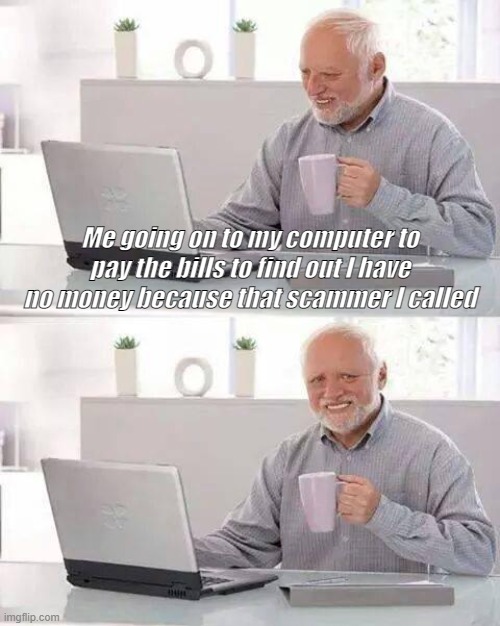 Me going on to my computer to
pay the bills to find out I have
no money because that scammer I called
imgflip.com